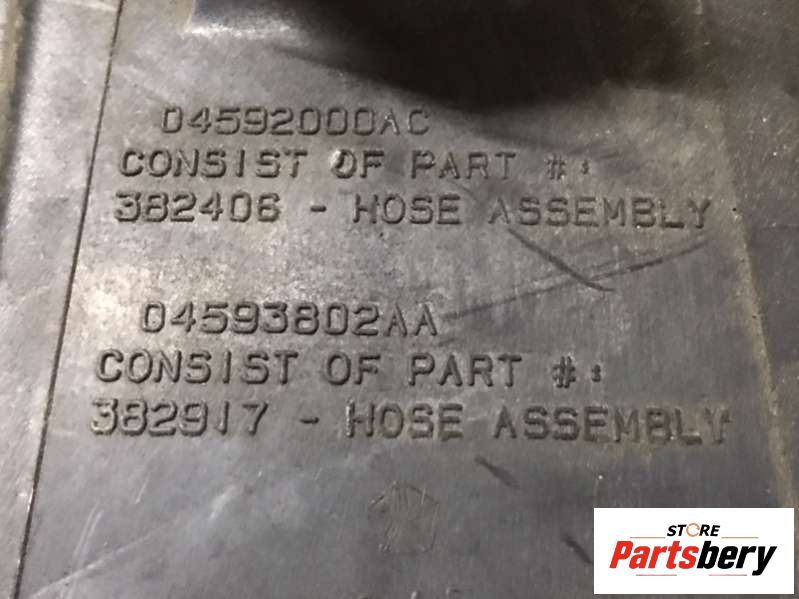 04592000AC
CONSIST OF PART #:
382406 - HOSE ASSEMBLY
04593802AA
CONSIST OF PART #:
382917 - HOSE ASSEMBLY
STORE
Partsbery